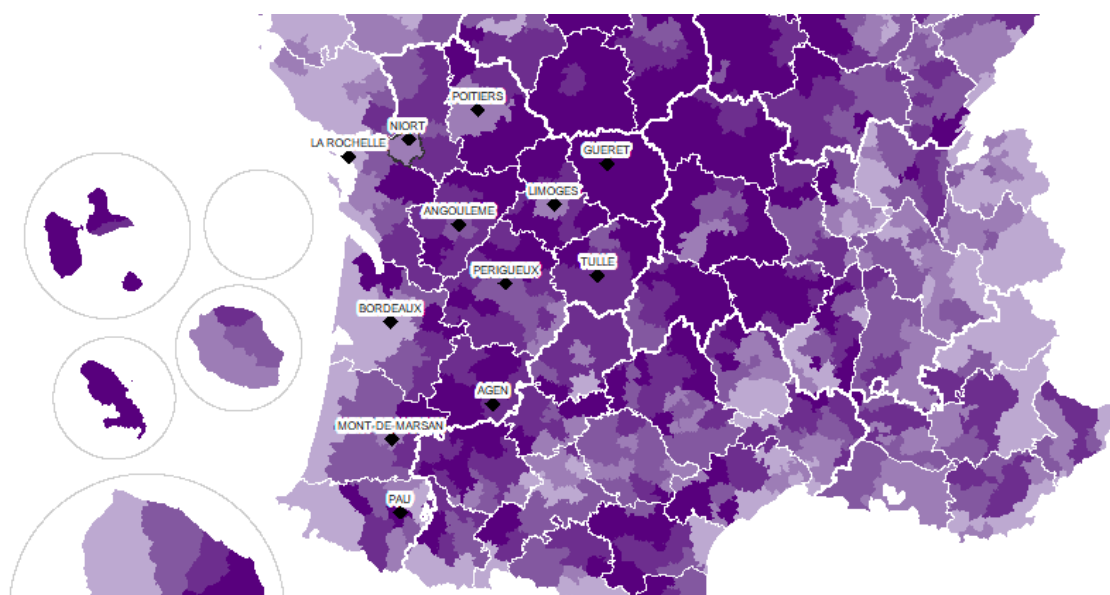 POITIERS
NIORT
LA ROCHELLE
GUERET
LIMOGES
ANGOULEME
TULLE
PERIGUEUX
BORDEAUX
AGEN
MONT-DE-MARSAN
PAU